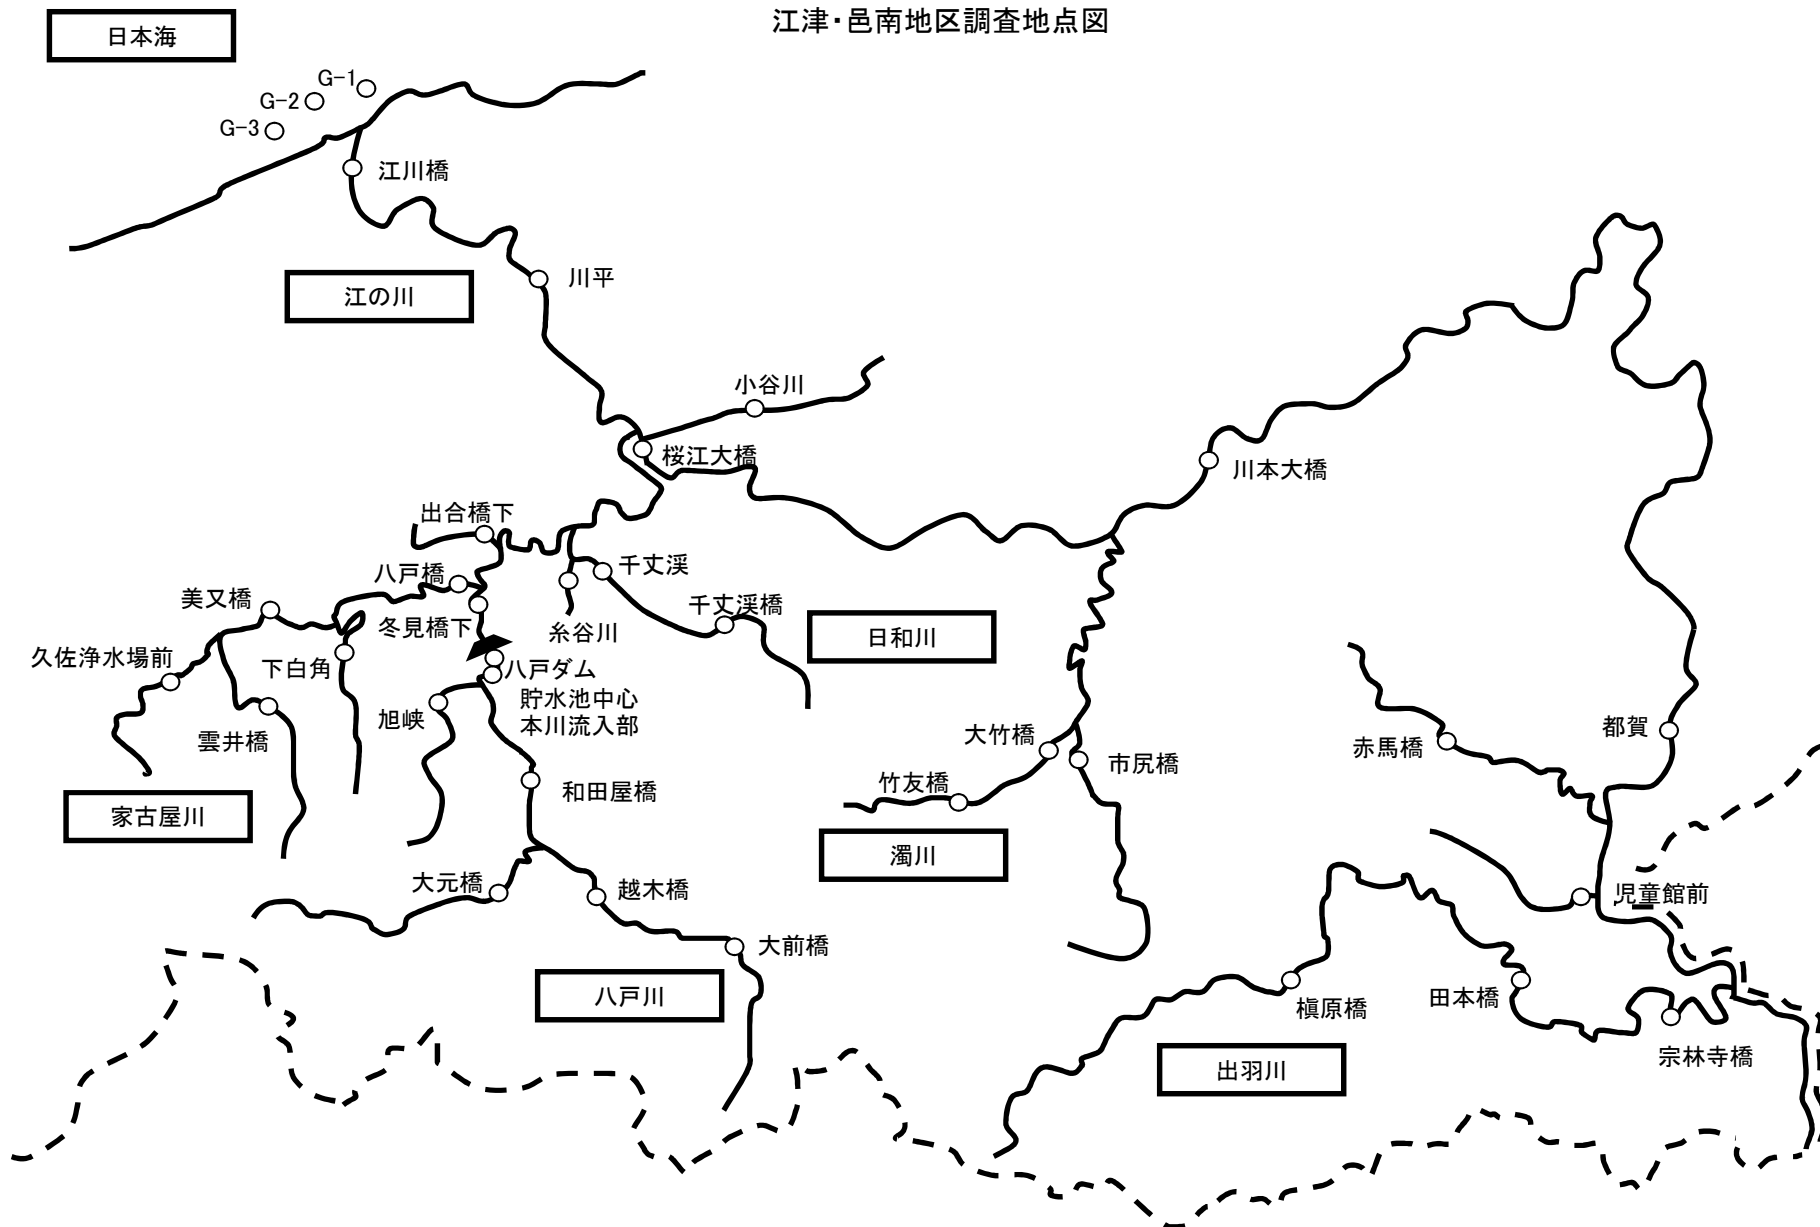 江津・邑南地区調査地点図
日本海
G-1
G-2
G-3
江川橋
川平
江の川
小谷川
桜江大橋
川本大橋
出合橋下
八戸橋
千丈渓
美又橋
千丈渓橋
冬見橋下
糸谷川
日和川
久佐浄水場前
下白角
八戸ダム
貯水池中心
本川流入部
旭峡
雲井橋
大竹橋
市尻橋
赤馬橋
都賀
竹友橋
和田屋橋
家古屋川
濁川
大元橋
越木橋
児童館前
大前橋
八戸川
槇原橋
田本橋
宗林寺橋
出羽川